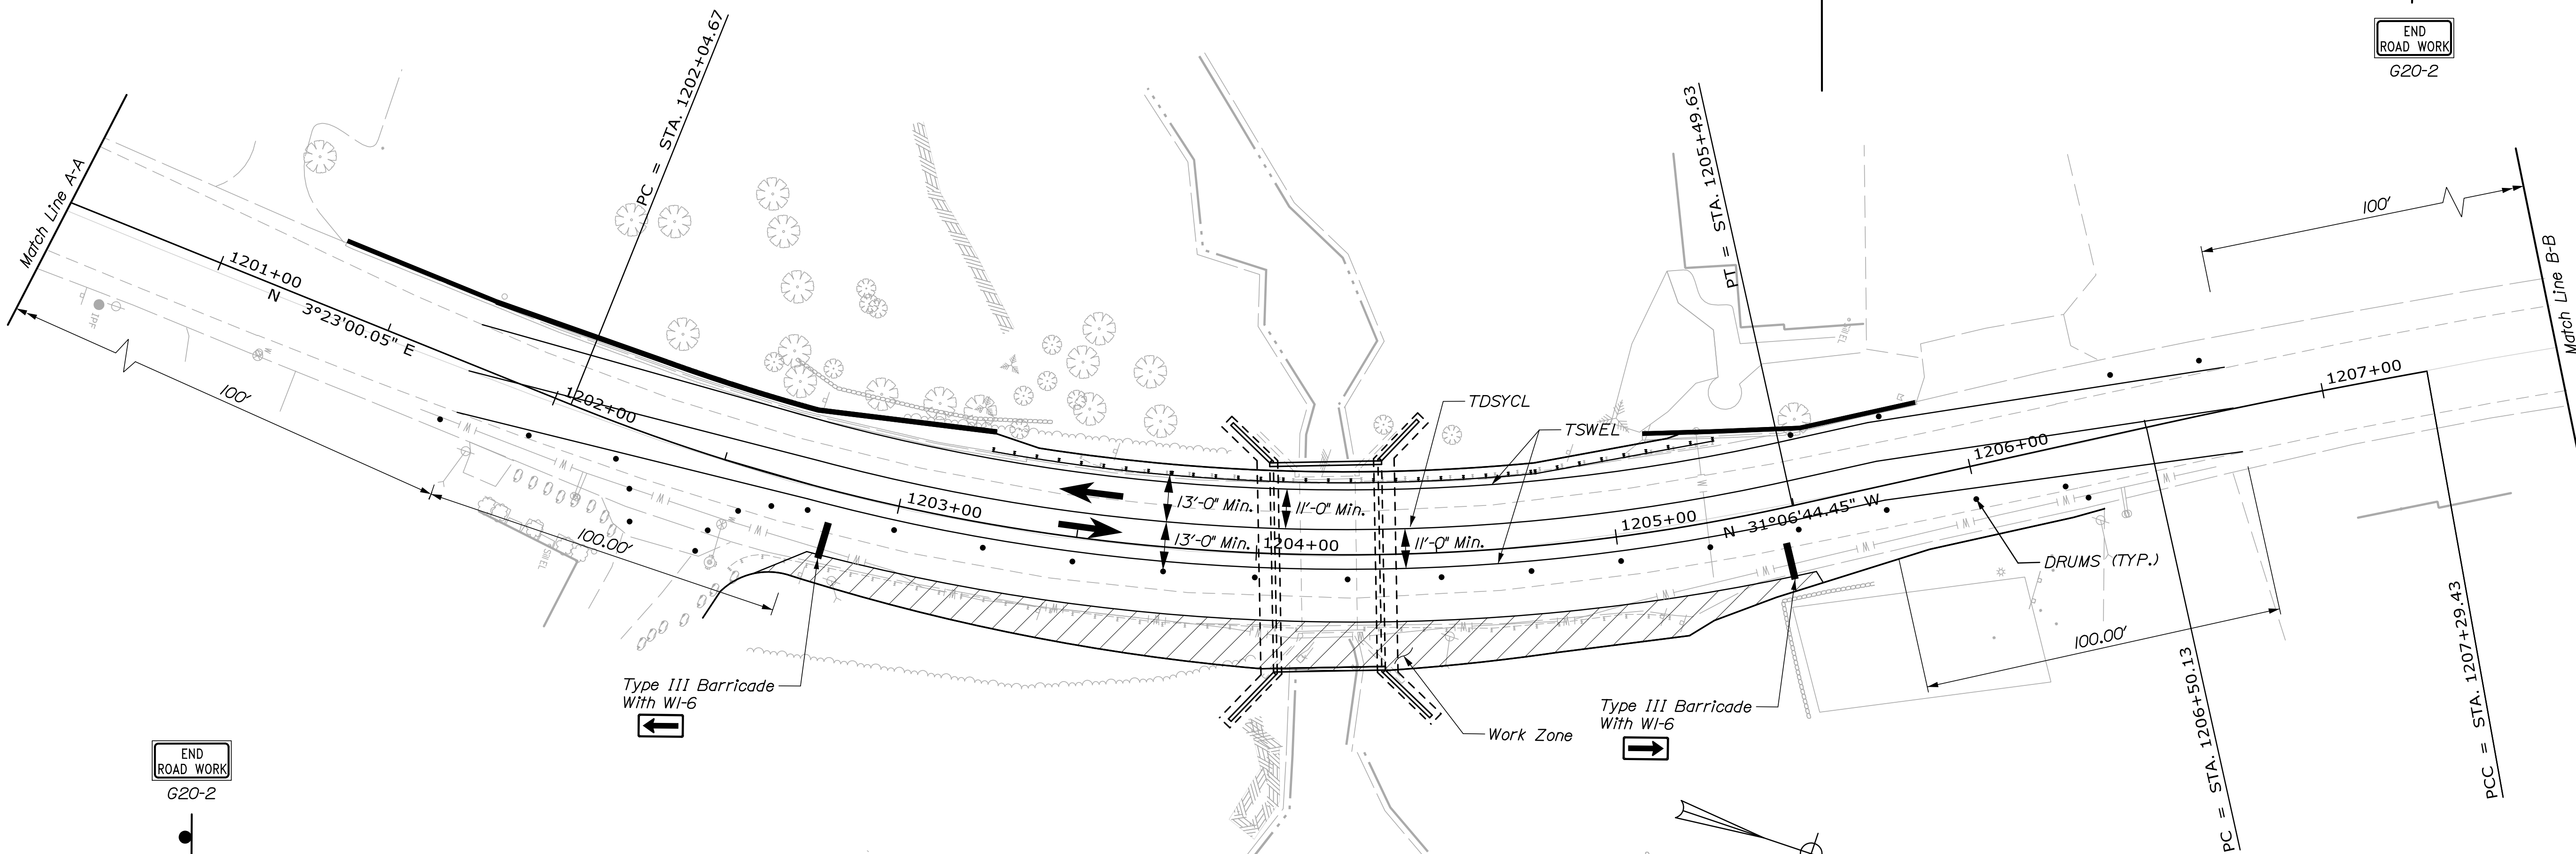 END
ROAD WORK
G20-2
Match Line A-A
PC = STA. 1202+04.67
PT = STA. 1205+49.63
100'
Match Line B-B
1201+00
N 3°23'00.05" E
IPF
100'
1202+00
TDSYCL
TSWEL
13'-0" Min.
11'-0" Min.
1203+00
13'-0" Min.
1204+00
11'-0" Min.
1205+00
N 31°06'44.45" W
1206+00
1207+00
100.00'
DRUMS (TYP.)
100.00'
Type III Barricade
With W1-6
Type III Barricade
With W1-6
Work Zone
PC = STA. 1206+50.13
PCC = STA. 1207+29.43
END
ROAD WORK
G20-2